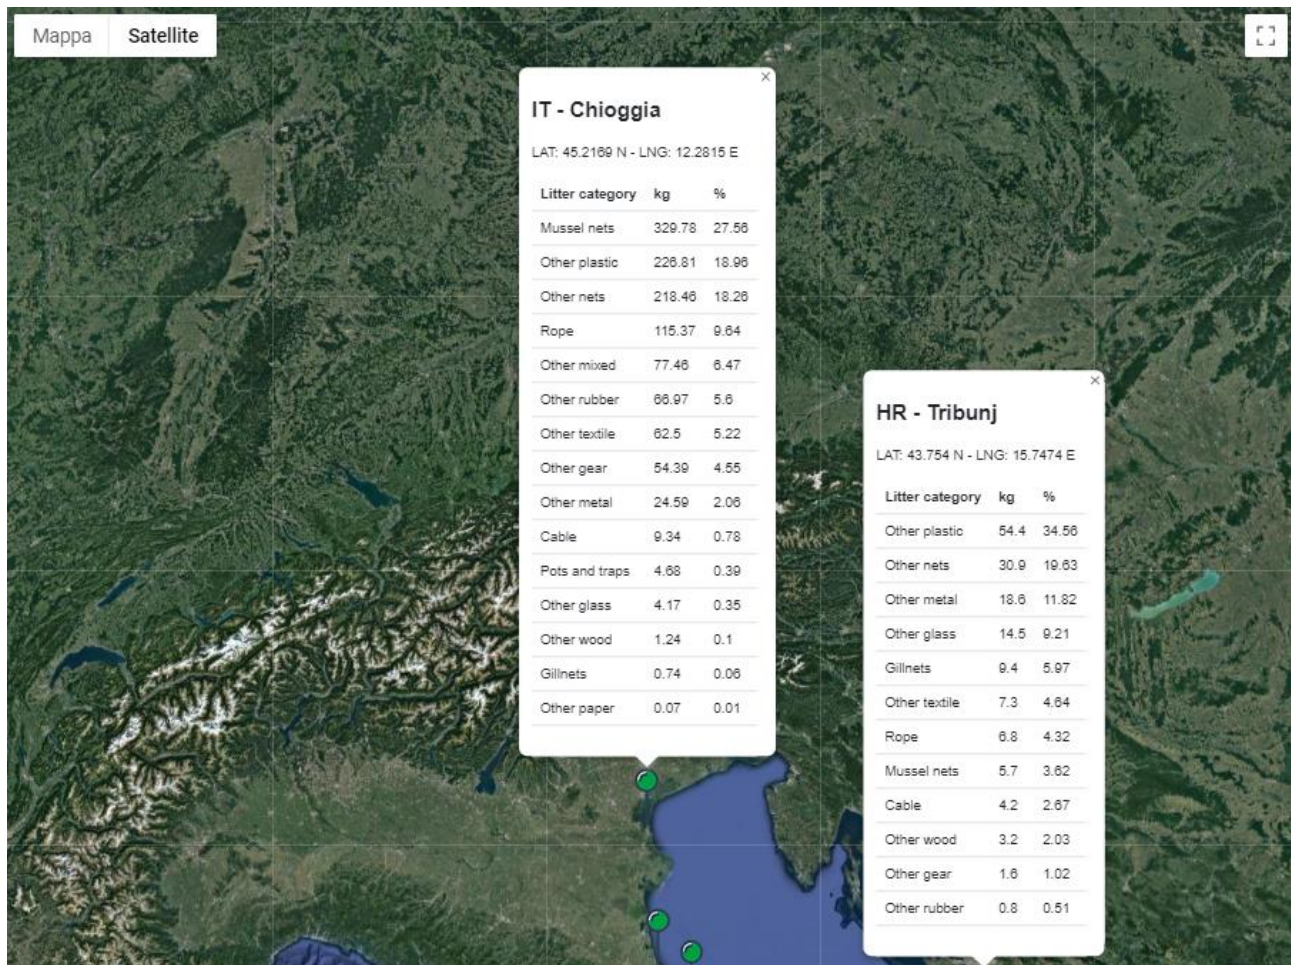 Mappa Satellite
×
IT - Chioggia
LAT: 45.2169 N - LNG: 12.2815 E
Litter category kg %
Mussel nets 329.78 27.56
Other plastic 226.81 18.96
Other nets 218.46 18.26
Rope 115.37 9.64
Other mixed 77.46 6.47
Other rubber 66.97 5.6
Other textile 62.5 5.22
Other gear 54.39 4.55
Other metal 24.59 2.06
Cable 9.34 0.78
Pots and traps 4.68 0.39
Other glass 4.17 0.35
Other wood 1.24 0.1
Gillnets 0.74 0.06
Other paper 0.07 0.01
×
HR - Tribunj
LAT: 43.754 N - LNG: 15.7474 E
Litter category kg %
Other plastic 54.4 34.56
Other nets 30.9 19.63
Other metal 18.6 11.82
Other glass 14.5 9.21
Gillnets 9.4 5.97
Other textile 7.3 4.64
Rope 6.8 4.32
Mussel nets 5.7 3.62
Cable 4.2 2.67
Other wood 3.2 2.03
Other gear 1.6 1.02
Other rubber 0.8 0.51